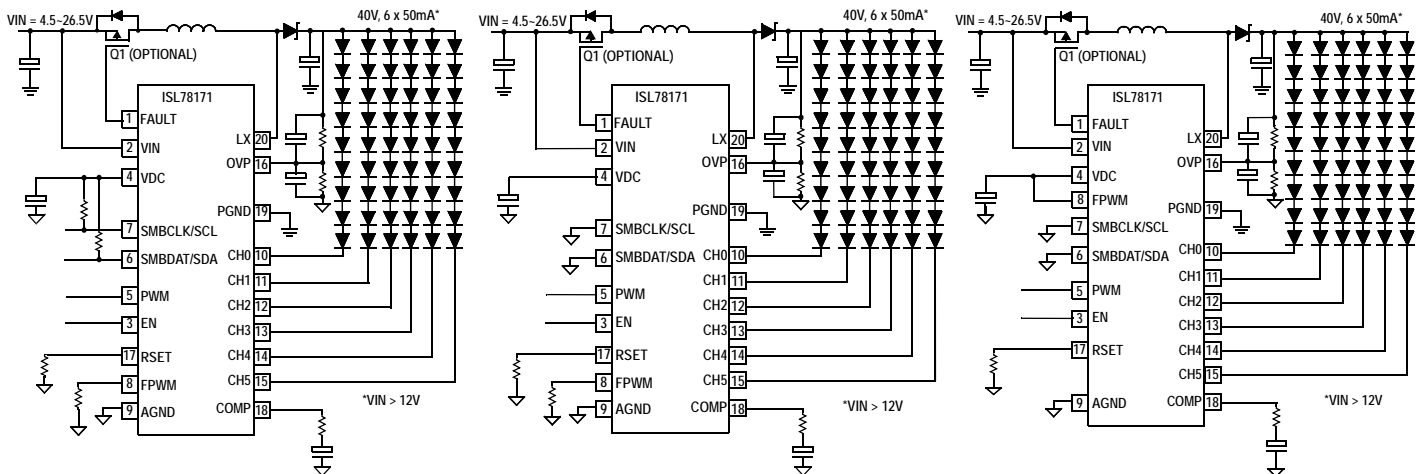 VIN = 4.5~26.5V
40V, 6 x 50mA*
Q1 (OPTIONAL)
ISL78171
1 FAULT
2 VIN
4 VDC
7 SMBCLK/SCL
6 SMBDAT/SDA
5 PWM
3 EN
17 RSET
8 FPWM
9 AGND
LX 20
OVP 16
PGND 19
CH0 10
CH1 11
CH2 12
CH3 13
CH4 14
CH5 15
COMP 18
*VIN > 12V
VIN = 4.5~26.5V
40V, 6 x 50mA*
Q1 (OPTIONAL)
ISL78171
1 FAULT
2 VIN
4 VDC
7 SMBCLK/SCL
6 SMBDAT/SDA
5 PWM
3 EN
17 RSET
8 FPWM
9 AGND
LX 20
OVP 16
PGND 19
CH0 10
CH1 11
CH2 12
CH3 13
CH4 14
CH5 15
COMP 18
*VIN > 12V
VIN = 4.5~26.5V
40V, 6 x 50mA*
Q1 (OPTIONAL)
ISL78171
1 FAULT
2 VIN
4 VDC
8 FPWM
7 SMBCLK/SCL
6 SMBDAT/SDA
5 PWM
3 EN
17 RSET
9 AGND
LX 20
OVP 16
PGND 19
CH0 10
CH1 11
CH2 12
CH3 13
CH4 14
CH5 15
COMP 18
*VIN > 12V